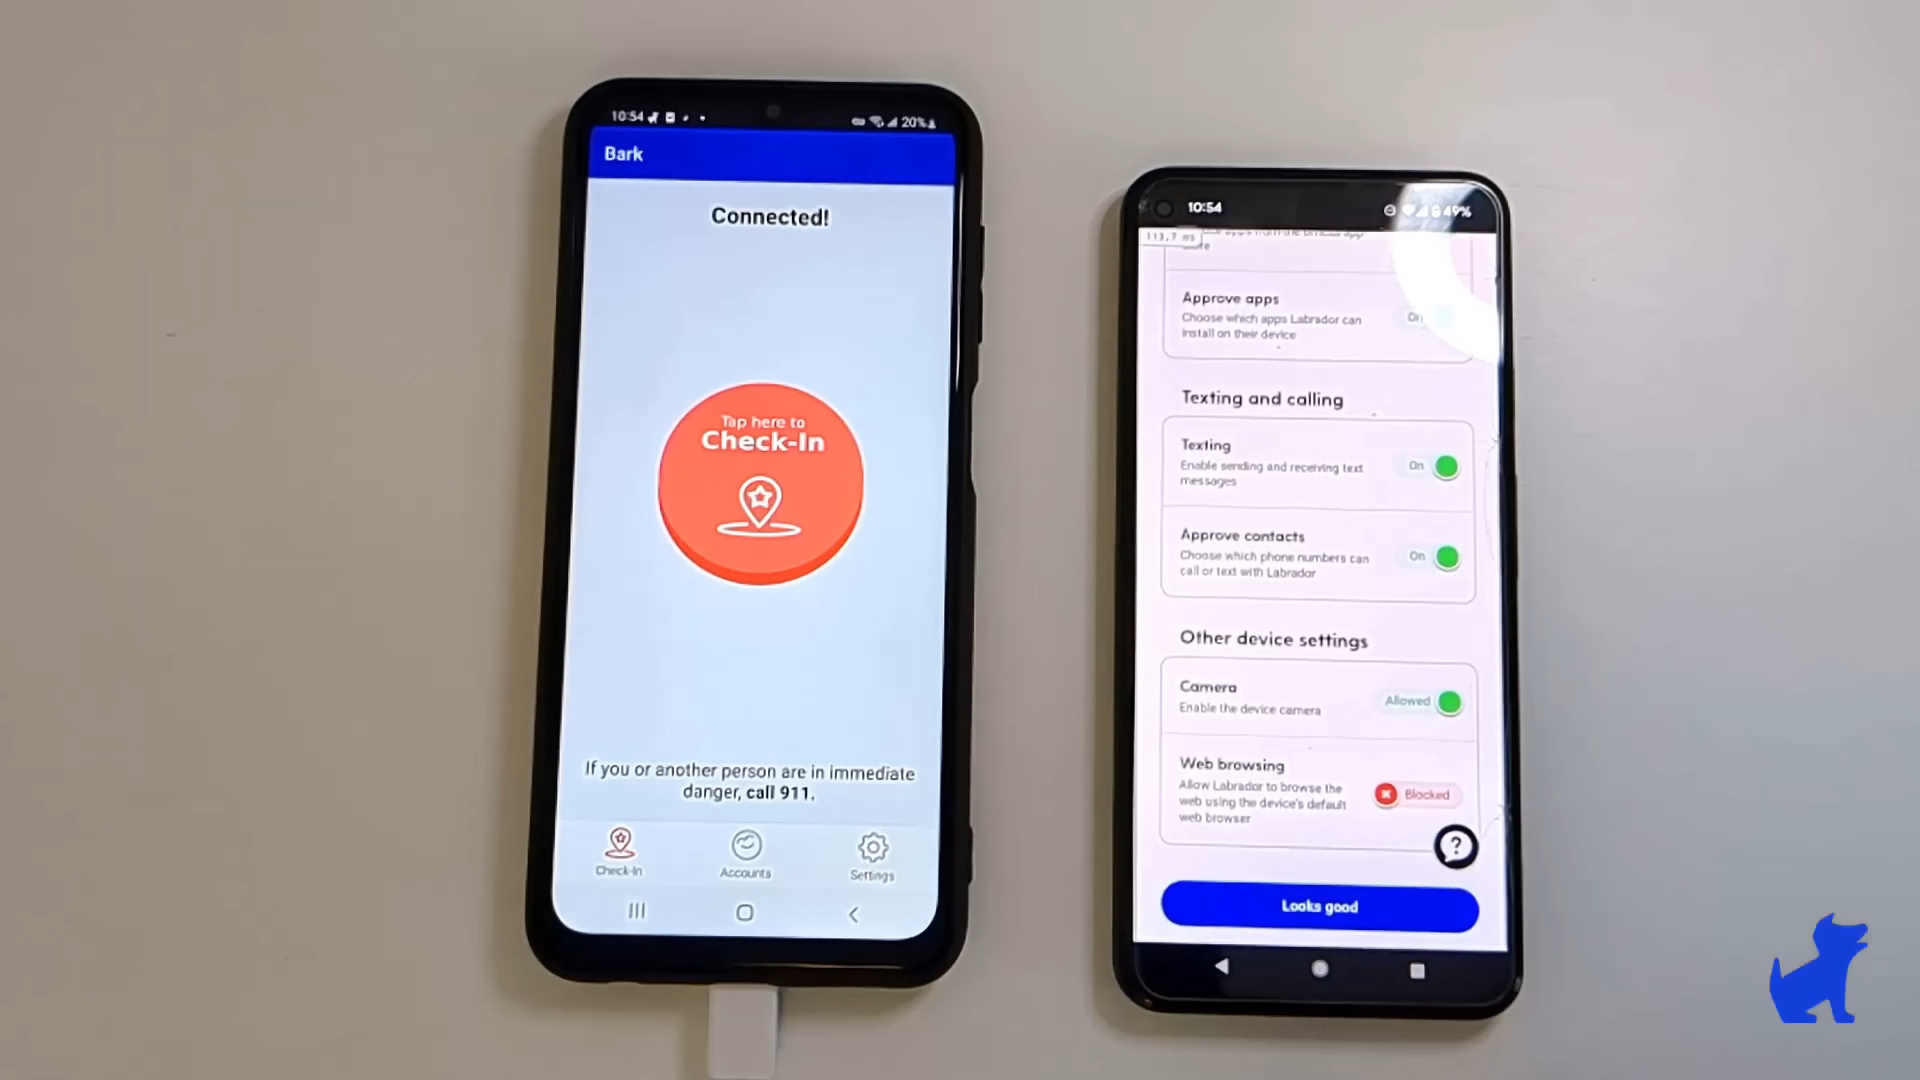 10:54
20%
Bark
Connected!
Tap here to
Check-In
If you or another person are in immediate
danger, call 911.
Check-In
Accounts
Settings
10:54
49%
113.7 ms
Approve apps
Choose which apps Labrador can
install on their device
On
Texting and calling
Texting
Enable sending and receiving text
messages
On
Approve contacts
Choose which phone numbers can
call or text with Labrador
On
Other device settings
Camera
Enable the device camera
Allowed
Web browsing
Allow Labrador to browse the
web using the device's default
web browser
Blocked
?
Looks good